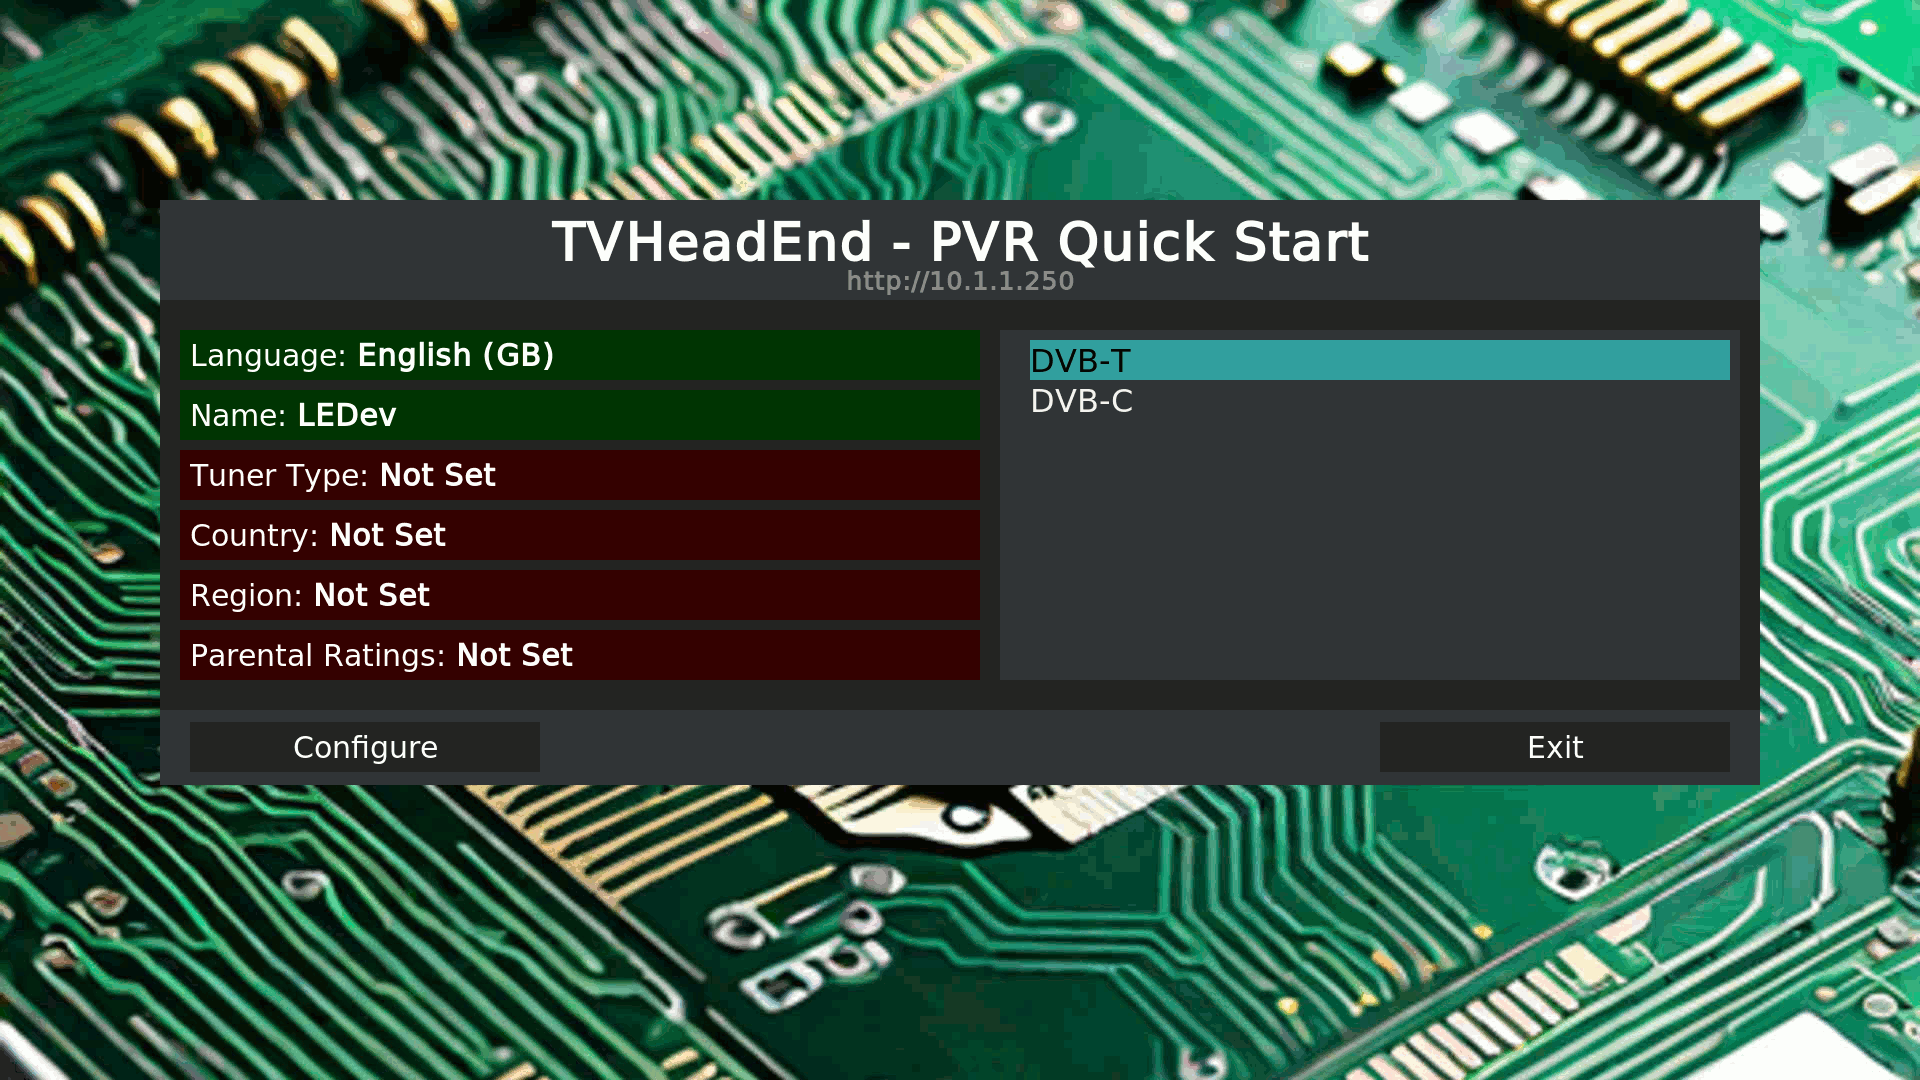 TVHeadEnd - PVR Quick Start
http://10.1.1.250
Language: English (GB)
Name: LEDev
Tuner Type: Not Set
Country: Not Set
Region: Not Set
Parental Ratings: Not Set
DVB-T
DVB-C
Configure
Exit